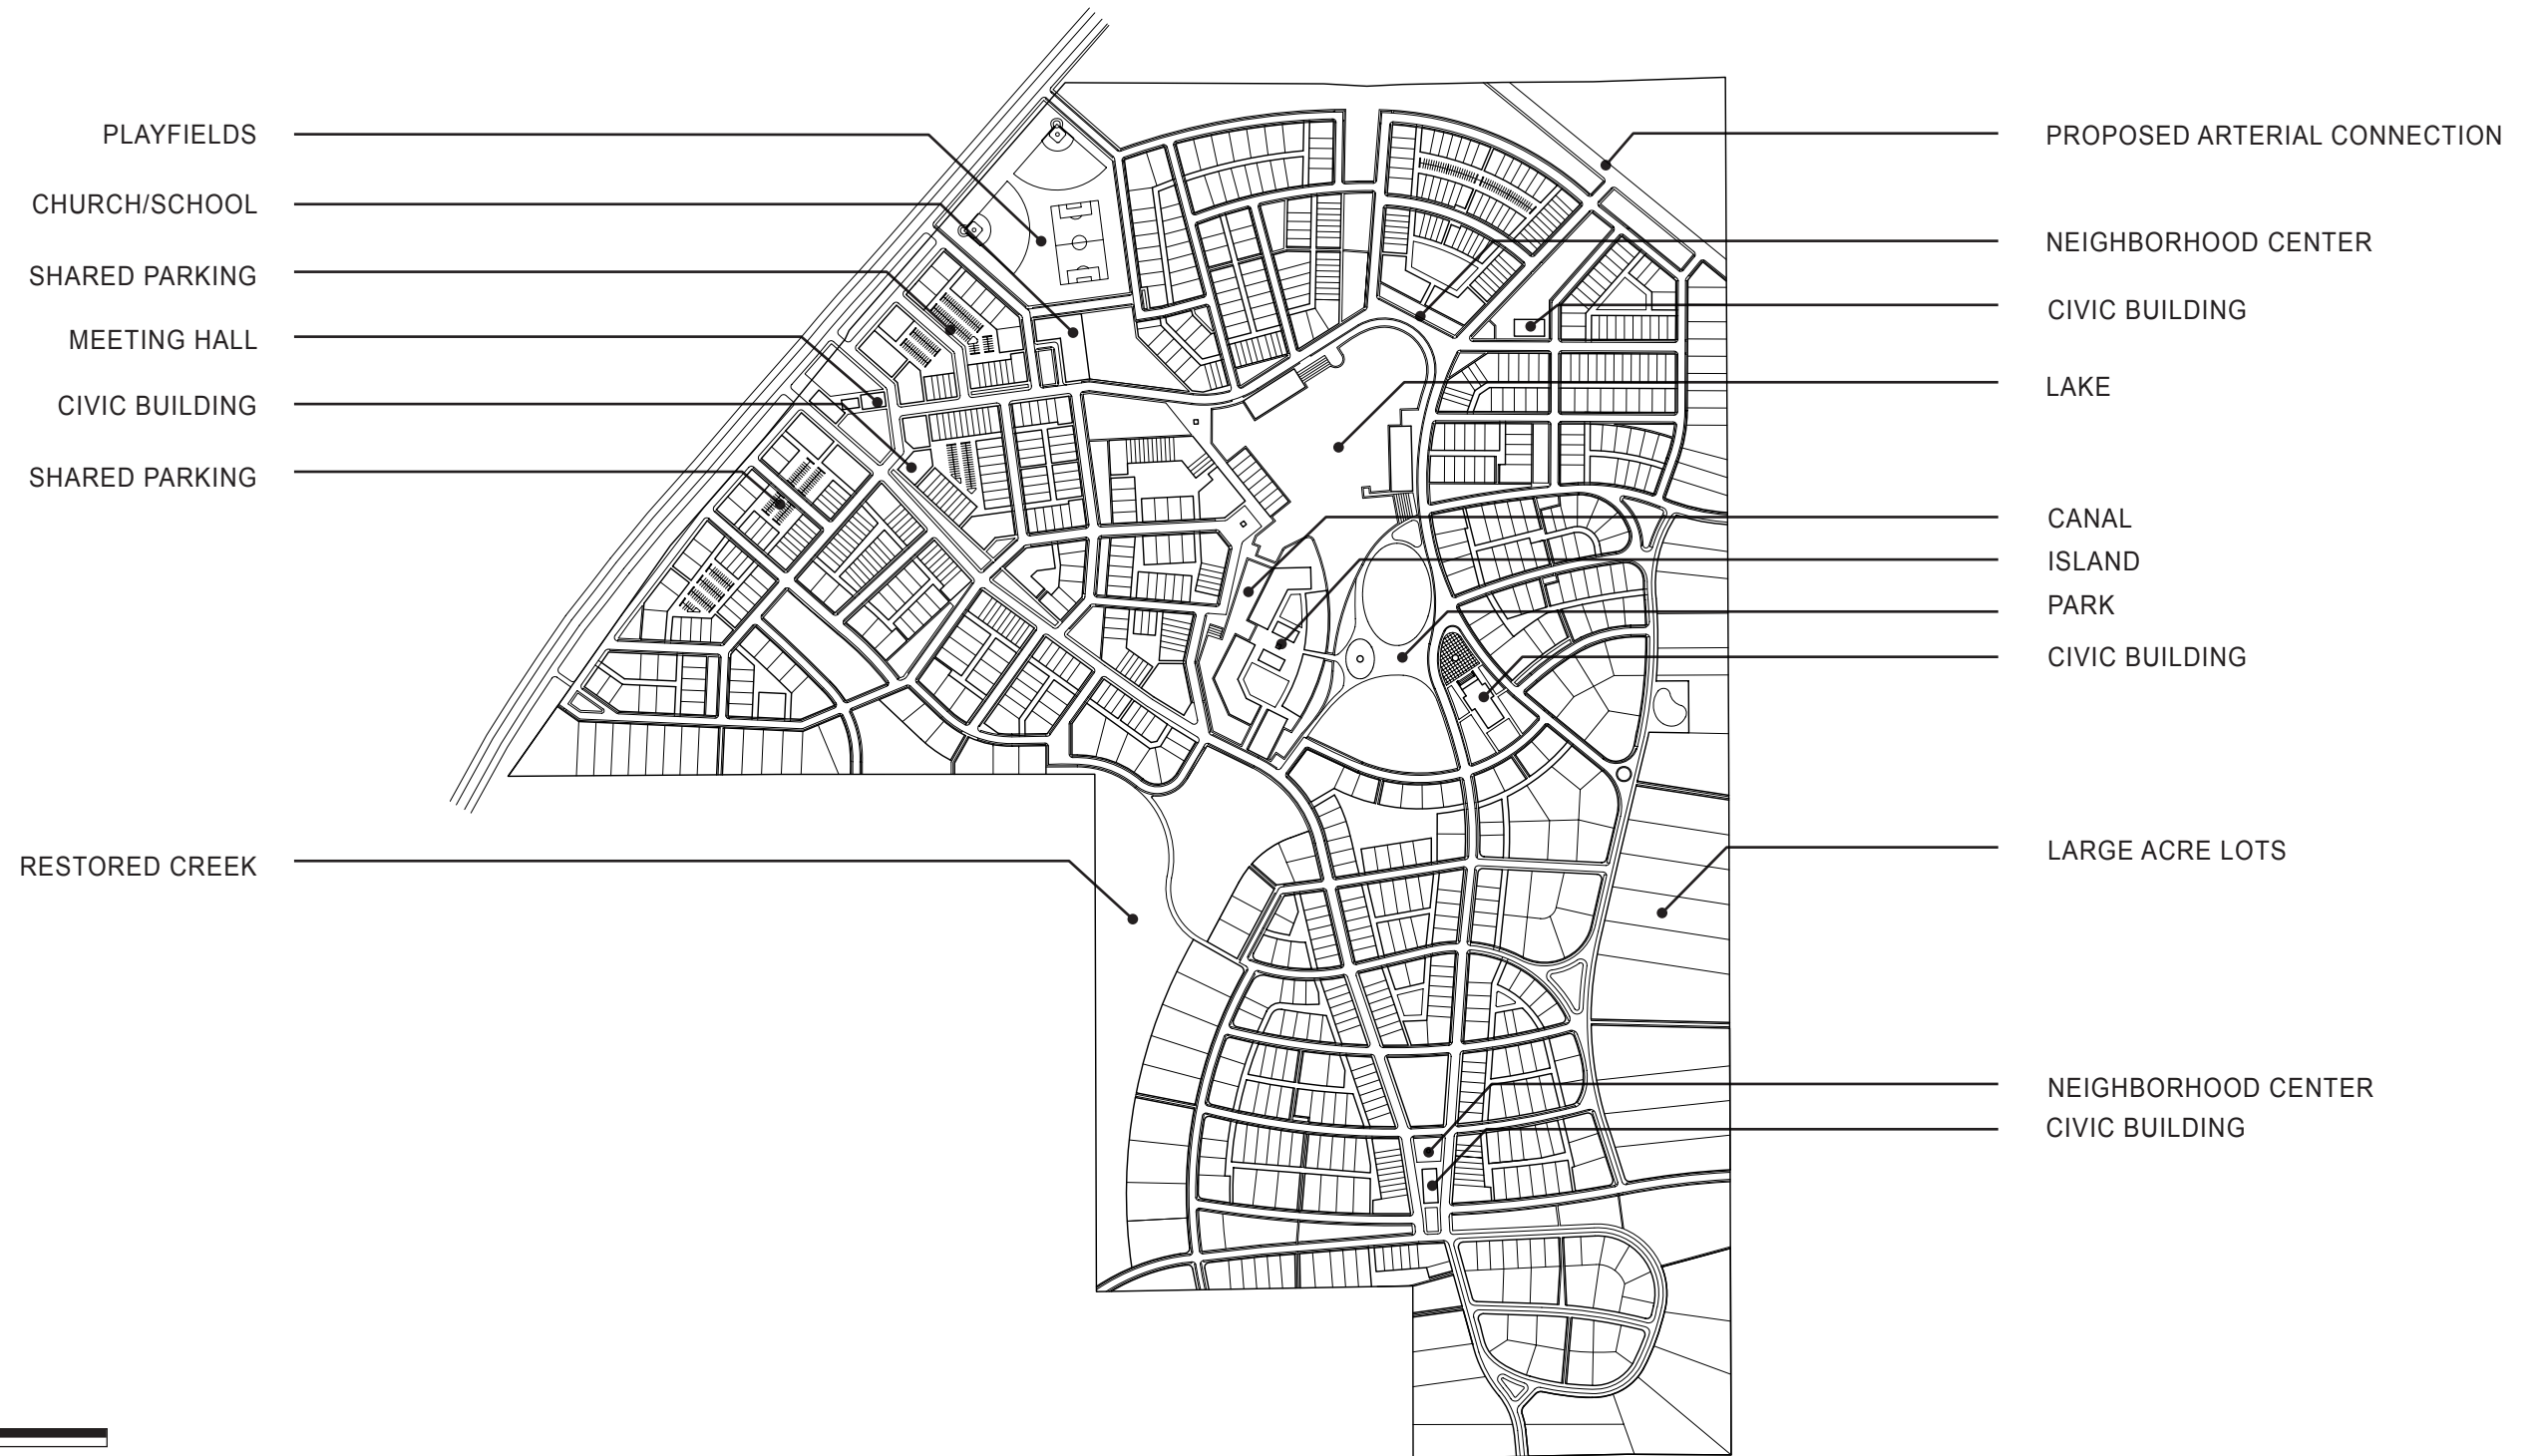 PLAYFIELDS
CHURCH/SCHOOL
SHARED PARKING
MEETING HALL
CIVIC BUILDING
SHARED PARKING
RESTORED CREEK
PROPOSED ARTERIAL CONNECTION
NEIGHBORHOOD CENTER
CIVIC BUILDING
LAKE
CANAL
ISLAND
PARK
CIVIC BUILDING
LARGE ACRE LOTS
NEIGHBORHOOD CENTER
CIVIC BUILDING